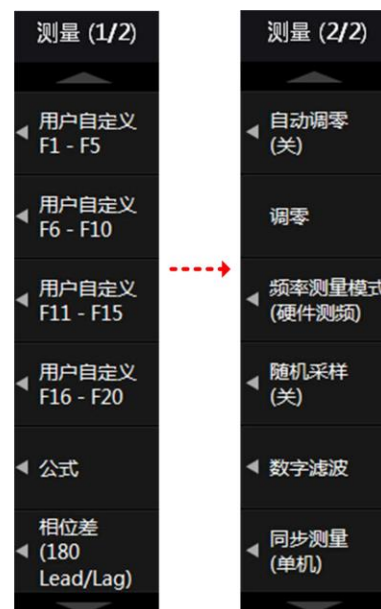 测量 (1/2)
用户自定义
F1 - F5
用户自定义
F6 - F10
用户自定义
F11 - F15
用户自定义
F16 - F20
公式
相位差
(180
Lead/Lag)
测量 (2/2)
自动调零
(关)
调零
频率测量模式
(硬件测频)
随机采样
(关)
数字滤波
同步测量
(单机)